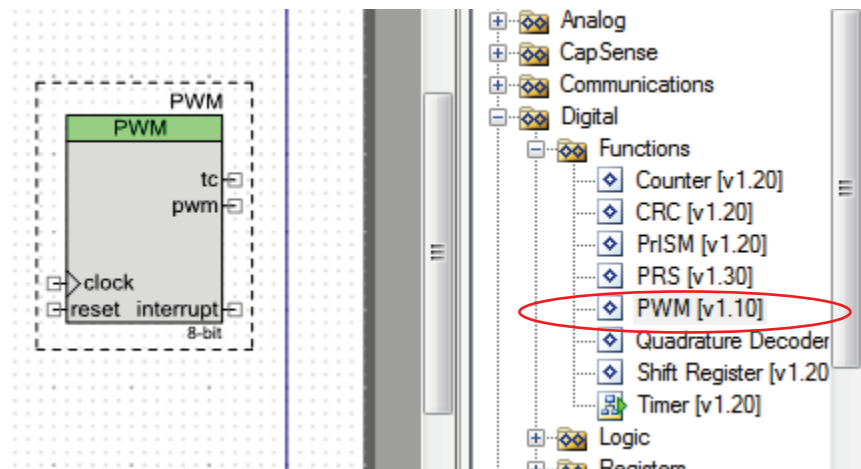 PWM
PWM
tc
pwm
clock
reset interrupt
8-bit
Analog
CapSense
Communications
Digital
Functions
Counter [v1.20]
CRC [v1.20]
PrISM [v1.20]
PRS [v1.30]
PWM [v1.10]
Quadrature Decoder
Shift Register [v1.20
Timer [v1.20]
Logic
Registers